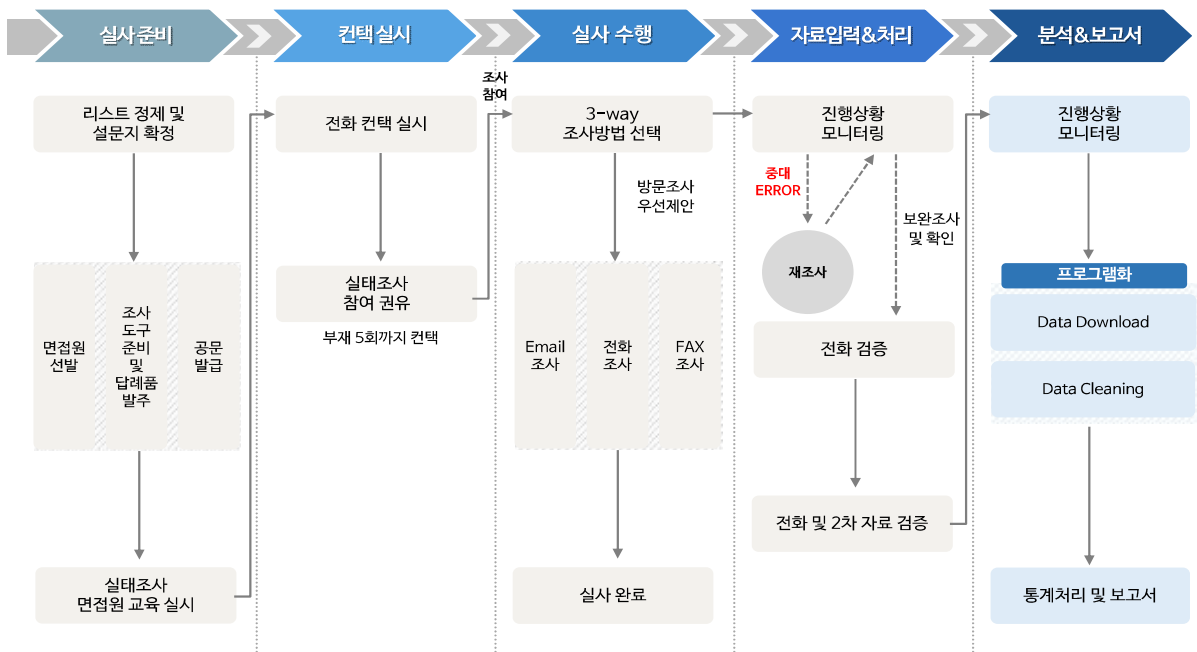 실사 준비
컨택 실시
실사 수행
자료입력&처리
분석&보고서
리스트 정제 및
설문지 확정
면접원
선발
조사
도구
준비
및
답례품
발주
공문
발급
실태조사
면접원 교육 실시
전화 컨택 실시
실태조사
참여 권유
부재 5회까지 컨택
조사
참여
3-way
조사방법 선택
방문조사
우선제안
Email
조사
전화
조사
FAX
조사
실사 완료
진행상황
모니터링
중대
ERROR
재조사
보완조사
및 확인
전화 검증
전화 및 2차 자료 검증
진행상황
모니터링
프로그램화
Data Download
Data Cleaning
통계처리 및 보고서